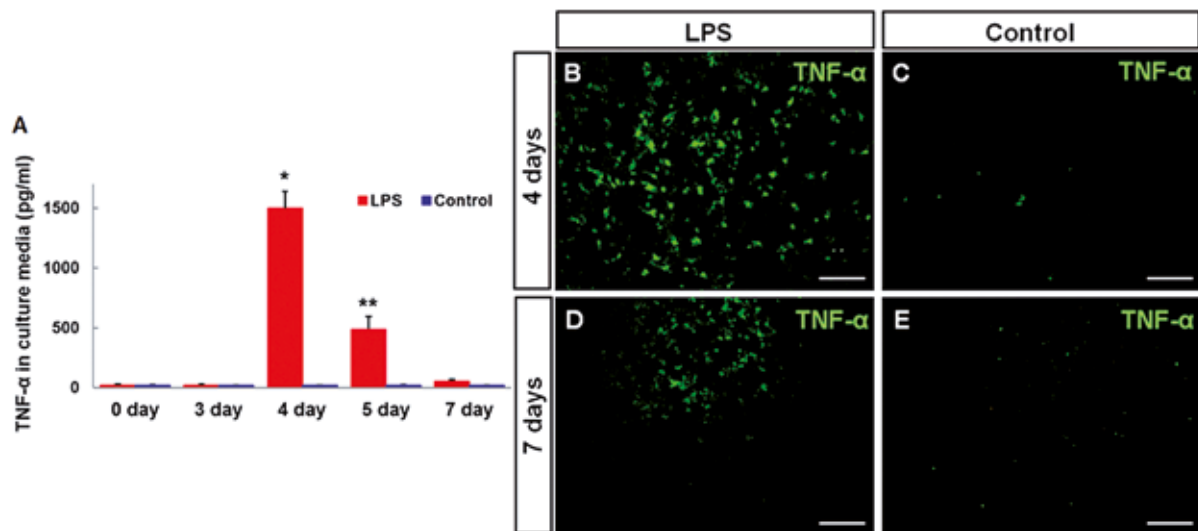 LPS
Control
4 days
B
TNF-α
C
TNF-α
A
TNF-α in culture media (pg/ml)
1500
1000
500
0
*
**
LPS
Control
0 day
3 day
4 day
5 day
7 day
7 days
D
TNF-α
E
TNF-α